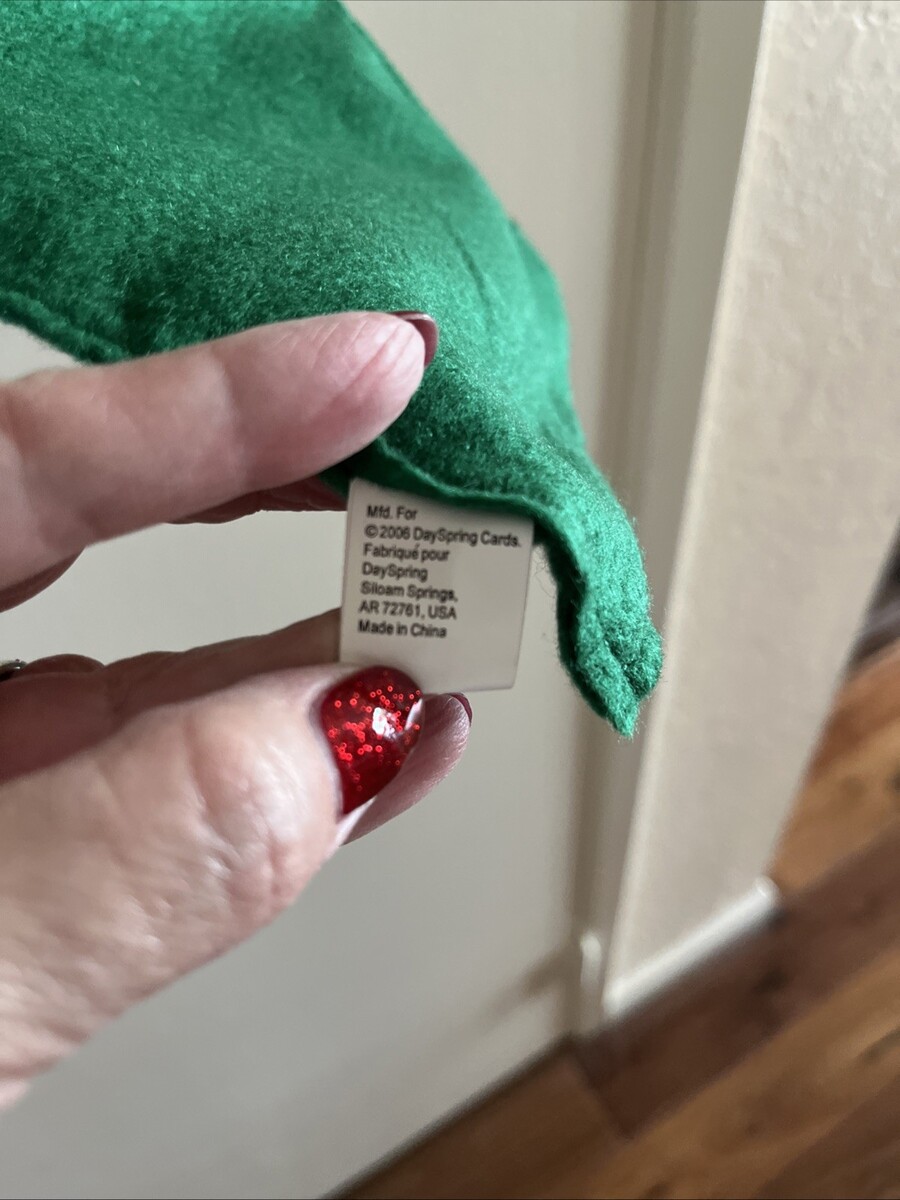 Mfd. For
©2006 DaySpring Cards.
Fabriqué pour
DaySpring
Siloam Springs,
AR 72761, USA
Made in China